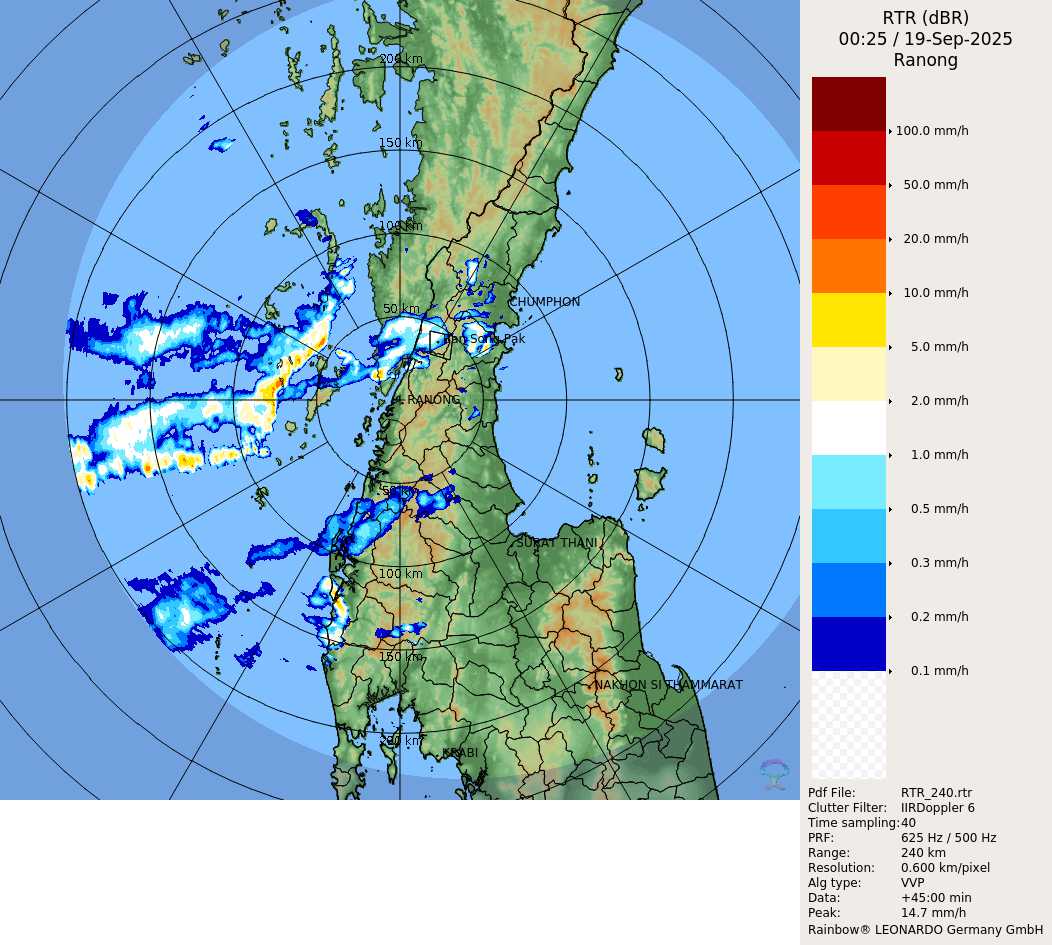 RTR (dBR)
00:25 / 19-Sep-2025
Ranong
100.0 mm/h
50.0 mm/h
20.0 mm/h
10.0 mm/h
5.0 mm/h
2.0 mm/h
1.0 mm/h
0.5 mm/h
0.3 mm/h
0.2 mm/h
0.1 mm/h
Pdf File: RTR_240.rtr
Clutter Filter: IIRDoppler 6
Time sampling: 40
PRF: 625 Hz / 500 Hz
Range: 240 km
Resolution: 0.600 km/pixel
Alg type: VVP
Data: +45:00 min
Peak: 14.7 mm/h
Rainbow® LEONARDO Germany GmbH
200 km
150 km
100 km
50 km
CHUMPHON
Ban Song Pak
RANONG
50 km
SURAT THANI
100 km
150 km
NAKHON SI THAMMARAT
200 km
KRABI